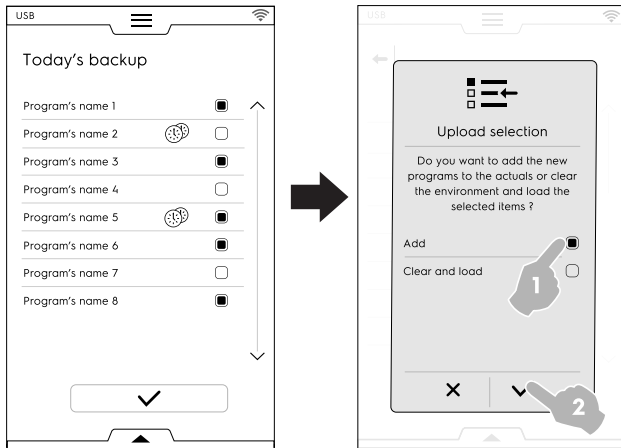 USB
Today's backup
Program's name 1
Program's name 2
Program's name 3
Program's name 4
Program's name 5
Program's name 6
Program's name 7
Program's name 8
USB
Upload selection
Do you want to add the new
programs to the actuals or clear
the environment and load the
selected items ?
Add
Clear and load
1
2